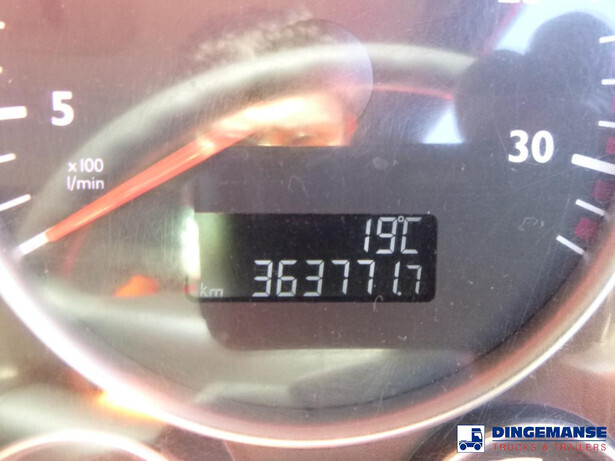 5
30
x100
l/min
19°C
km 363771.7
DINGEMANSE
TRUCKS & TRAILERS